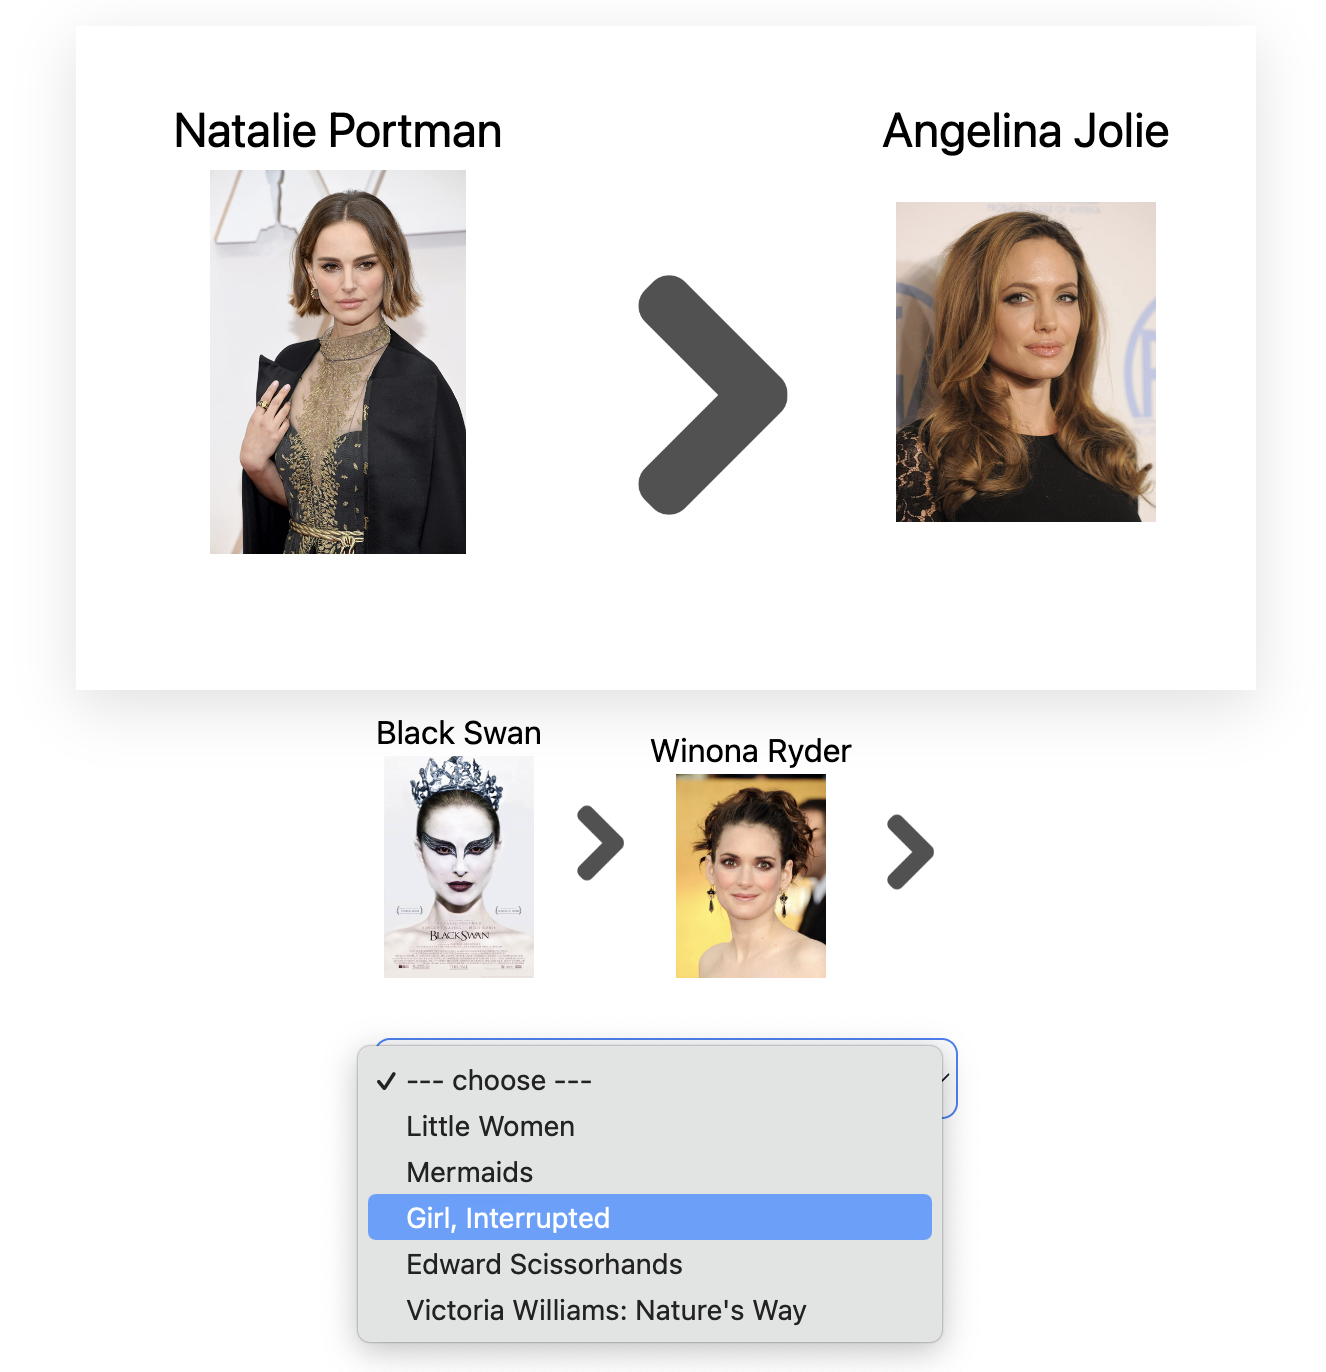 Natalie Portman
Angelina Jolie
Black Swan
Winona Ryder
BLACK SWAN
✓ --- choose ---
Little Women
Mermaids
Girl, Interrupted
Edward Scissorhands
Victoria Williams: Nature's Way